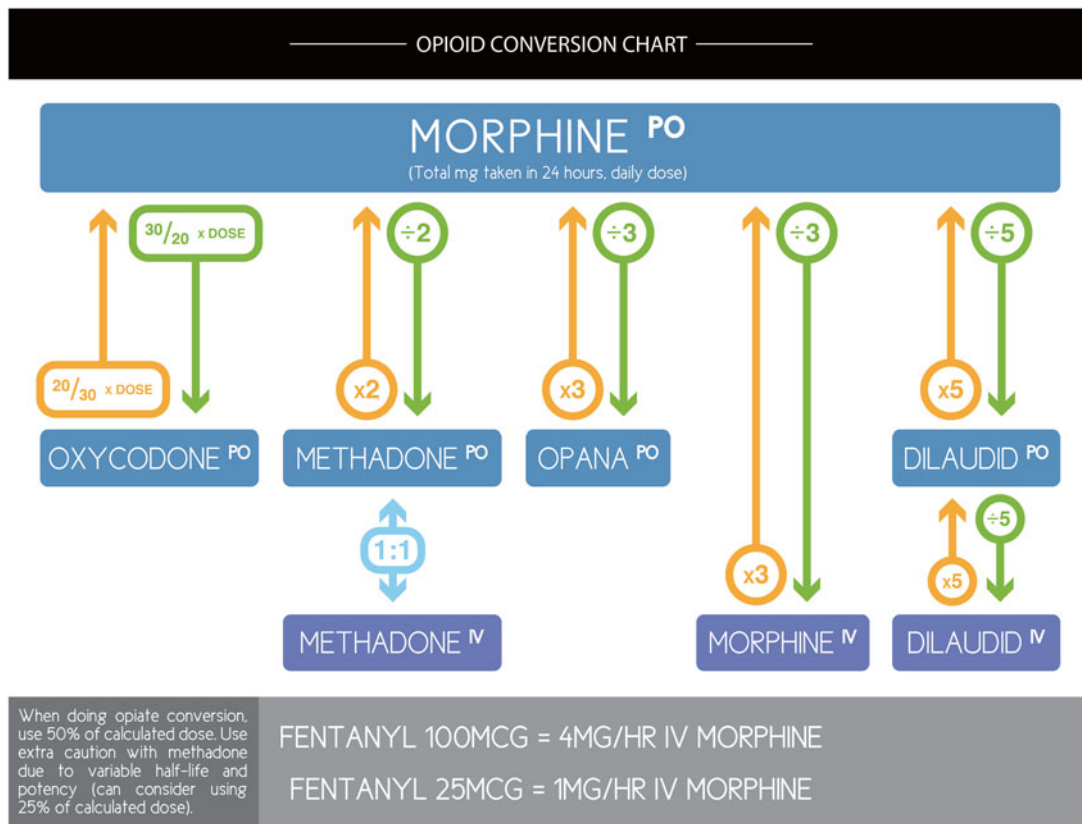 OPIOID CONVERSION CHART
MORPHINE PO
(Total mg taken in 24 hours, daily dose)
30/20 x DOSE
÷2
÷3
÷3
÷5
20/30 x DOSE
x2
x3
x5
OXYCODONE PO
METHADONE PO
OPANA PO
DILAUDID PO
1:1
x3
÷5
x5
METHADONE IV
MORPHINE IV
DILAUDID IV
When doing opiate conversion,
use 50% of calculated dose. Use
extra caution with methadone
due to variable half-life and
potency (can consider using
25% of calculated dose).
FENTANYL 100MCG = 4MG/HR IV MORPHINE
FENTANYL 25MCG = 1MG/HR IV MORPHINE